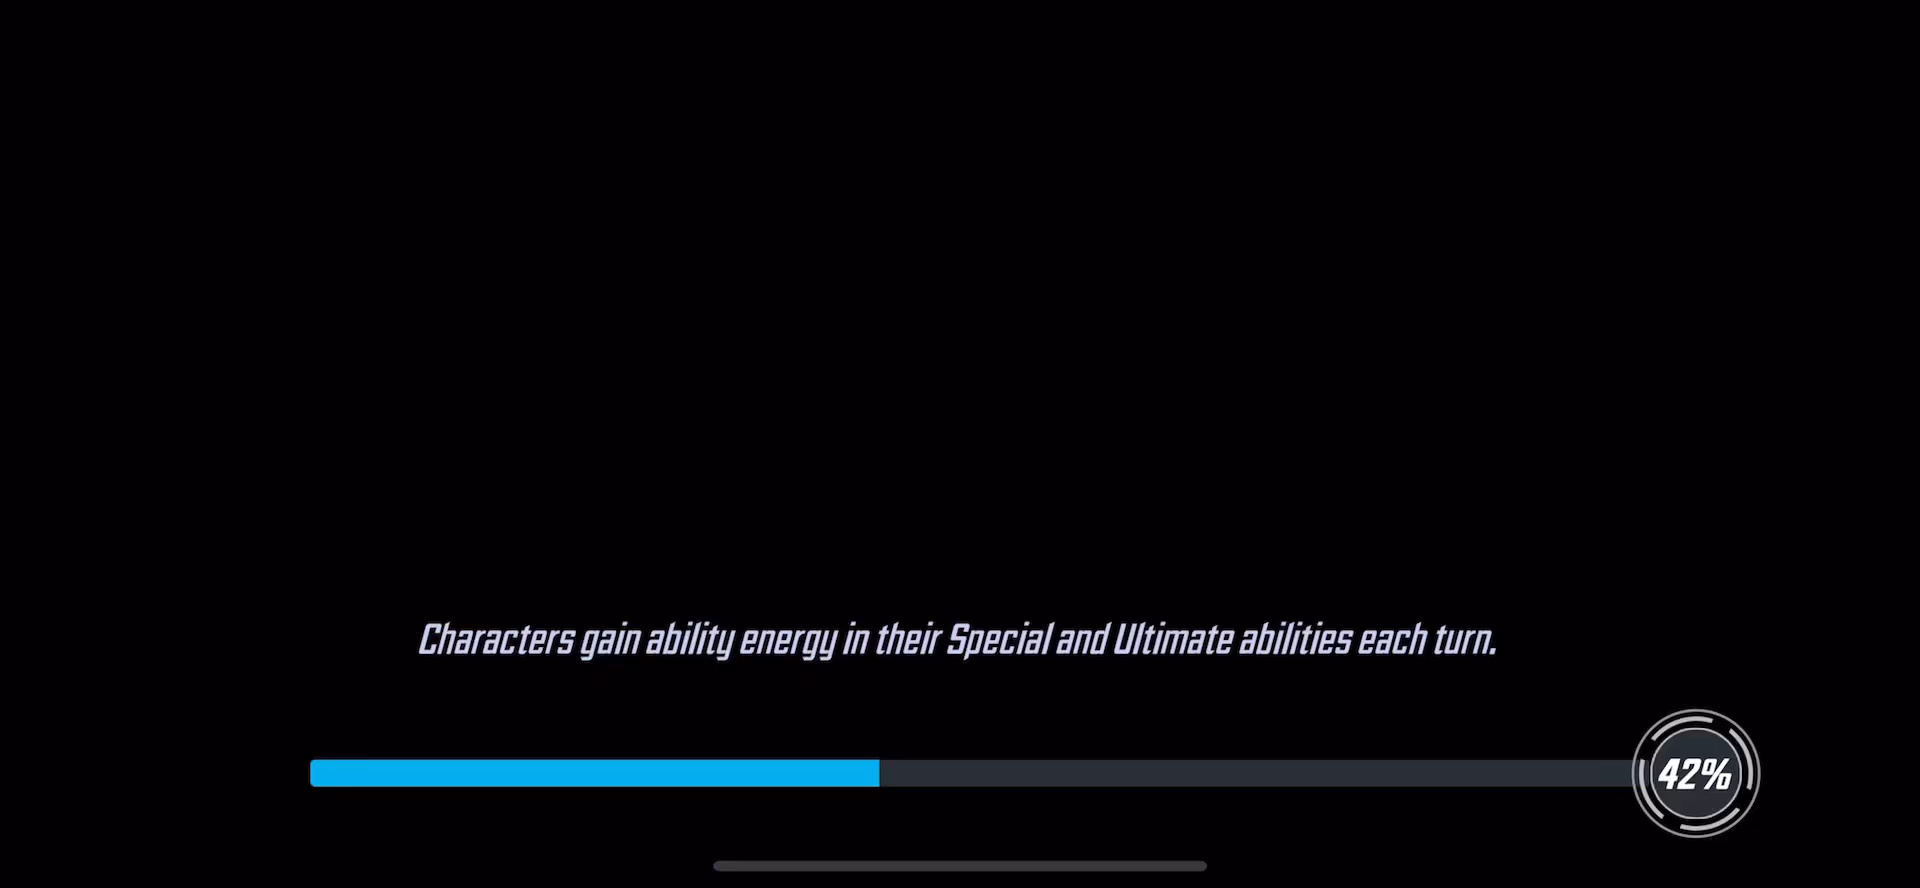 Characters gain ability energy in their Special and Ultimate abilities each turn.
42%